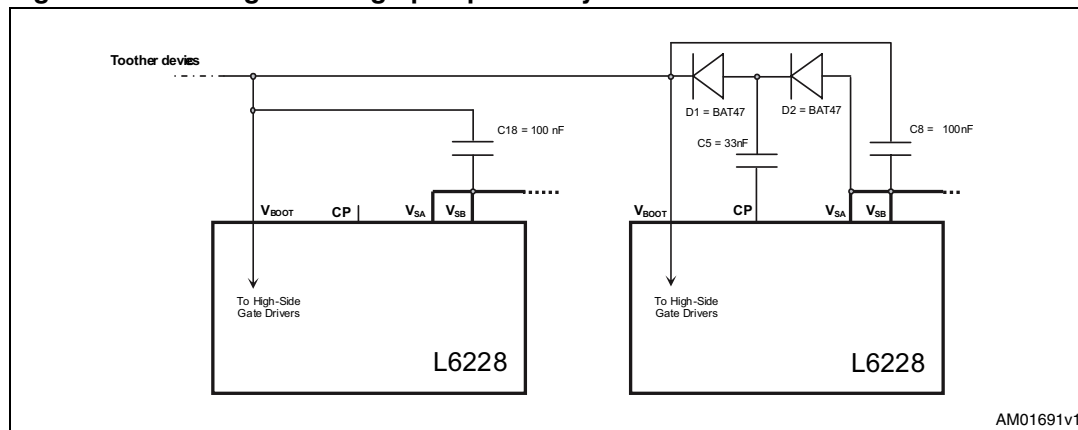 Toother devices
D1 = BAT47
D2 = BAT47
C18 = 100 nF
C5 = 33nF
C8 = 100nF
VBOOT
CP
VSA
VSB
VBOOT
CP
VSA
VSB
To High-Side
Gate Drivers
To High-Side
Gate Drivers
L6228
L6228
AM01691v1